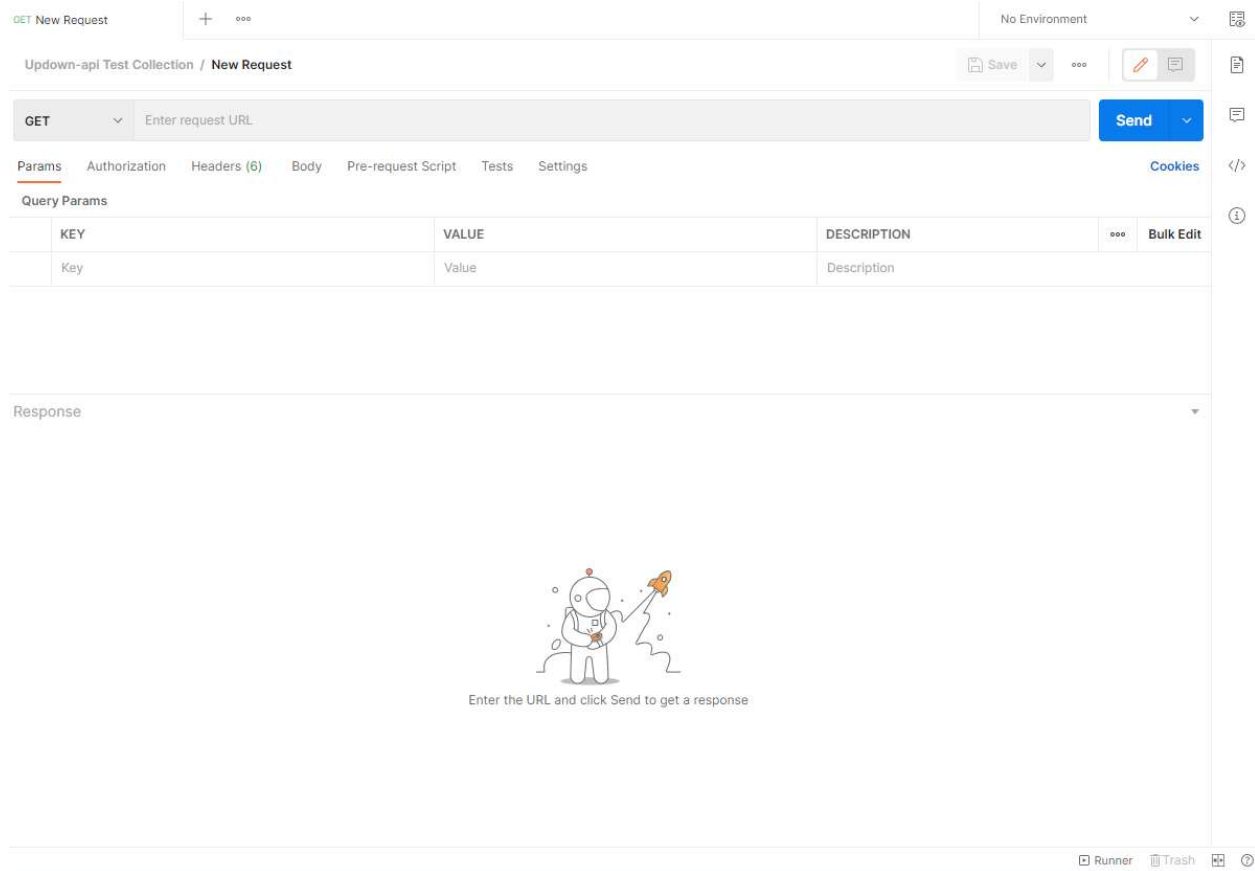 GET New Request
No Environment
Updown-api Test Collection / New Request
Save
GET Enter request URL Send
Params Authorization Headers (6) Body Pre-request Script Tests Settings Cookies
Query Params
KEY VALUE DESCRIPTION Bulk Edit
Key Value Description
Response
Enter the URL and click Send to get a response
Runner Trash